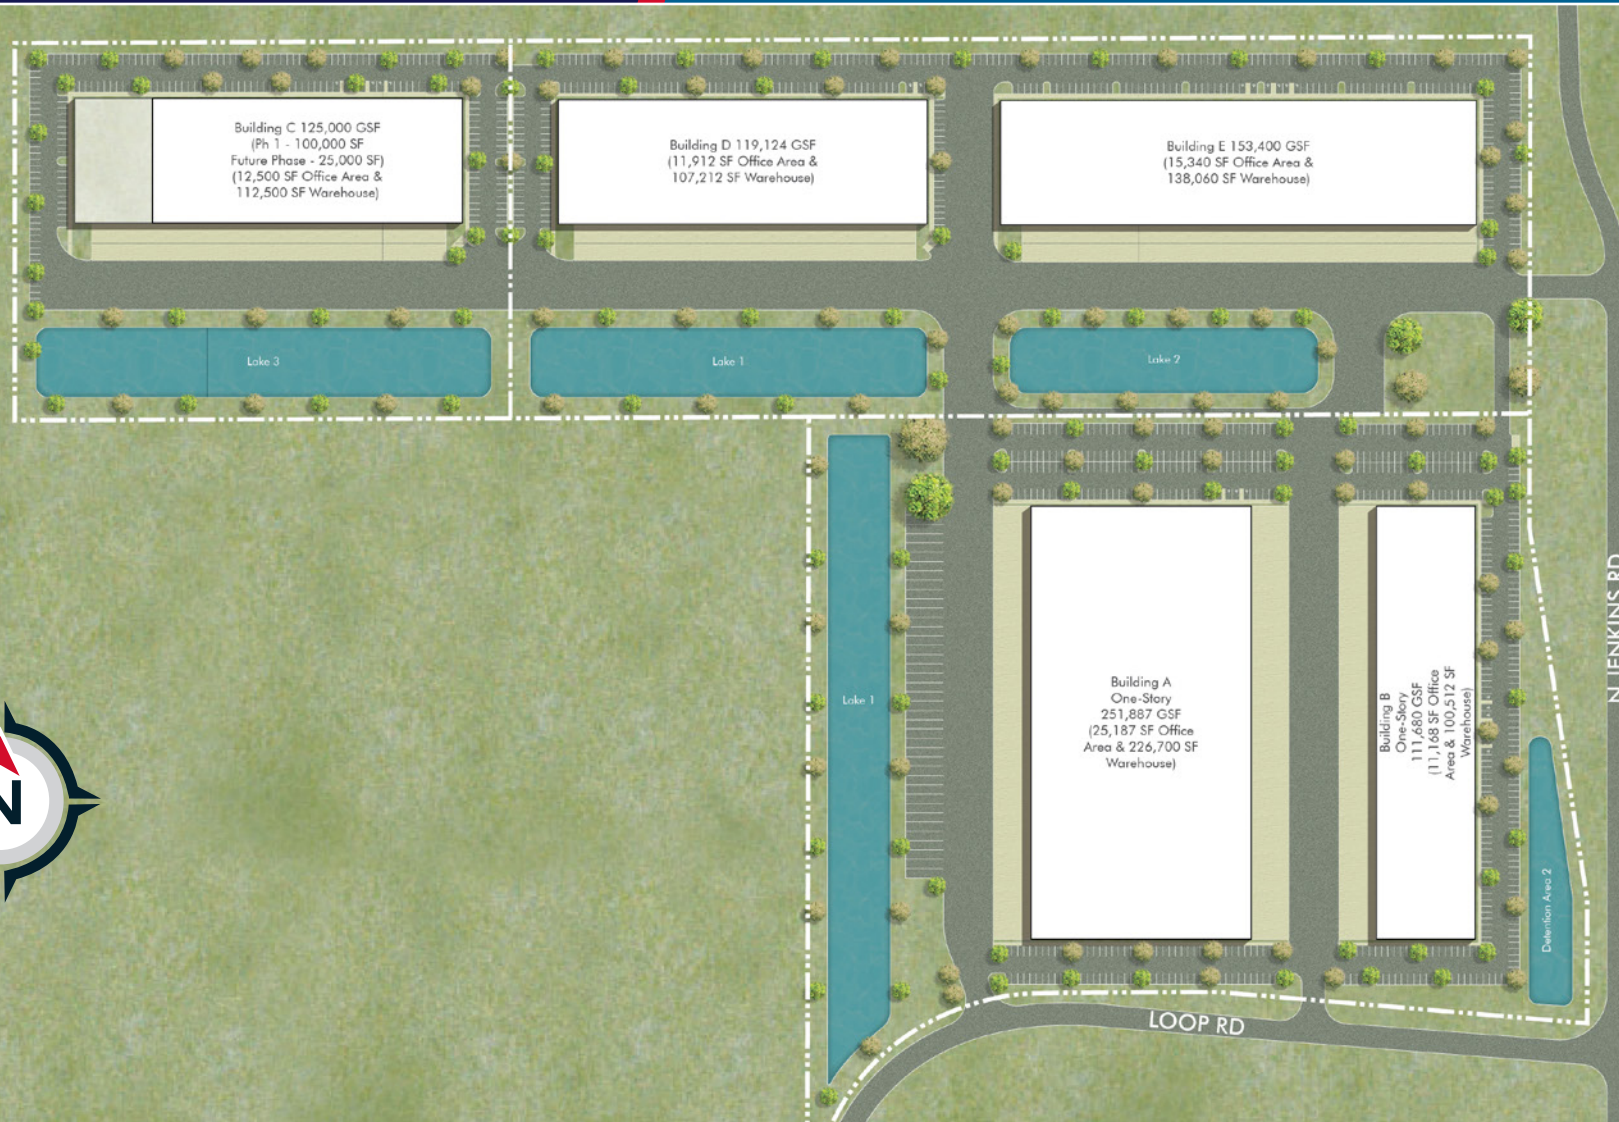 Building C 125,000 GSF
(Ph 1 - 100,000 SF
Future Phase - 25,000 SF)
(12,500 SF Office Area &
112,500 SF Warehouse)
Building D 119,124 GSF
(11,912 SF Office Area &
107,212 SF Warehouse)
Building E 153,400 GSF
(15,340 SF Office Area &
138,060 SF Warehouse)
Lake 3
Lake 1
Lake 2
Lake 1
Building A
One-Story
251,887 GSF
(25,187 SF Office
Area & 226,700 SF
Warehouse)
Building B
One-Story
111,680 GSF
(11,168 SF Office
Area & 100,512 SF
Warehouse)
Detention Area 2
N JENKINS RD
LOOP RD
N